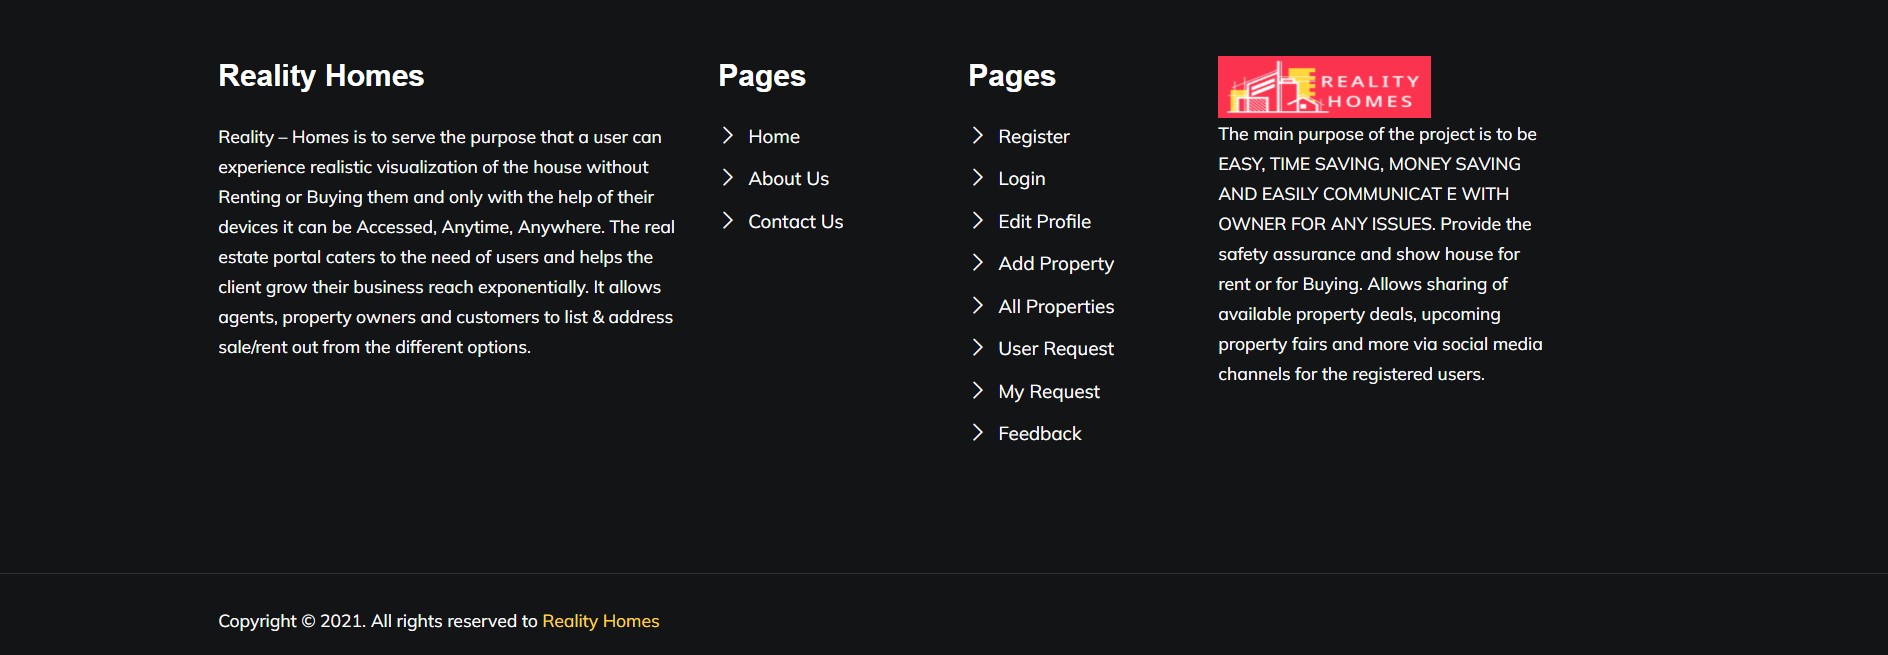 Reality Homes
Reality – Homes is to serve the purpose that a user can
experience realistic visualization of the house without
Renting or Buying them and only with the help of their
devices it can be Accessed, Anytime, Anywhere. The real
estate portal caters to the need of users and helps the
client grow their business reach exponentially. It allows
agents, property owners and customers to list & address
sale/rent out from the different options.
Pages
Home
About Us
Contact Us
Pages
Register
Login
Edit Profile
Add Property
All Properties
User Request
My Request
Feedback
REALITY
HOMES
The main purpose of the project is to be
EASY, TIME SAVING, MONEY SAVING
AND EASILY COMMUNICAT E WITH
OWNER FOR ANY ISSUES. Provide the
safety assurance and show house for
rent or for Buying. Allows sharing of
available property deals, upcoming
property fairs and more via social media
channels for the registered users.
Copyright © 2021. All rights reserved to Reality Homes